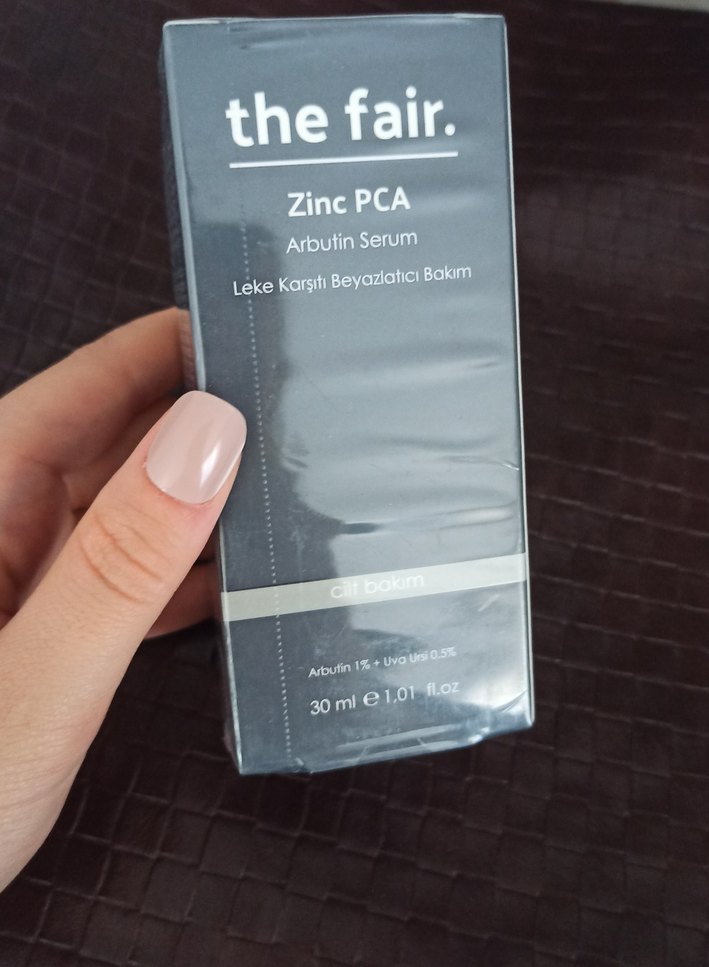 the fair.
Zinc PCA
Arbutin Serum
Leke Karşıtı Beyazlatıcı Bakım
cilt bakım
Arbutin 1% + Uva Ursi 0.5%
30 ml ℮ 1,01 fl.oz